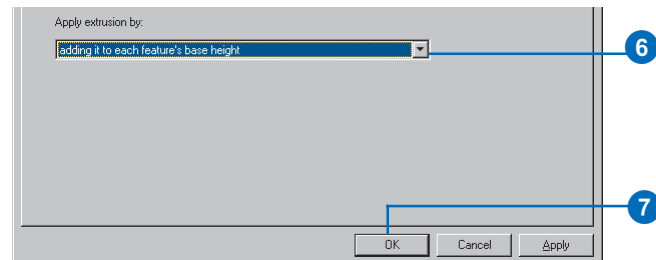 Apply extrusion by:
adding it to each feature's base height
6
7
OK Cancel Apply